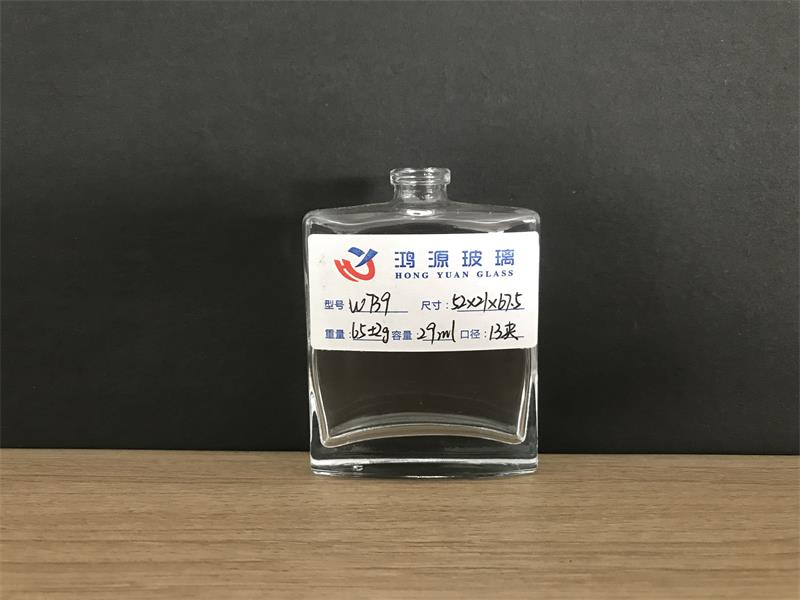 鸿源玻璃
HONG YUAN GLASS
型号 WB9 尺寸: 52x21x67.5
重量: 65±2g 容量 29ml 口径: 13夹